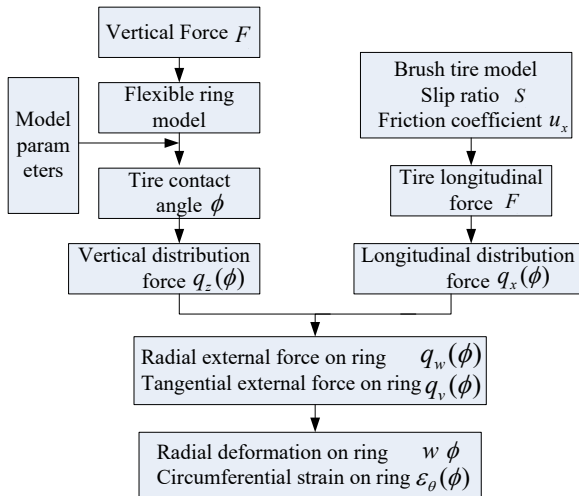 Vertical Force F
Flexible ring
model
Model
param
eters
Tire contact
angle ϕ
Vertical distribution
force q_z(ϕ)
Brush tire model
Slip ratio S
Friction coefficient u_x
Tire longitudinal
force F
Longitudinal distribution
force q_x(ϕ)
Radial external force on ring q_w(ϕ)
Tangential external force on ring q_v(ϕ)
Radial deformation on ring w ϕ
Circumferential strain on ring ε_θ(ϕ)